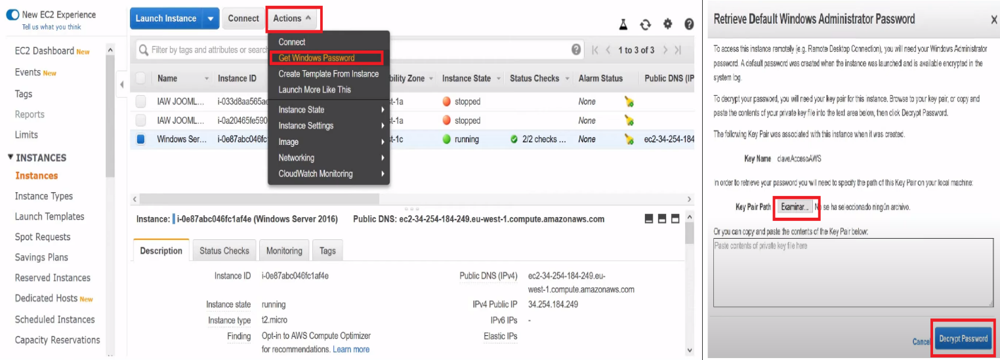 New EC2 Experience
Tell us what you think
EC2 Dashboard New
Events New
Tags
Reports
Limits
INSTANCES
Instances
Instance Types
Launch Templates
Spot Requests
Savings Plans
Reserved Instances
Dedicated Hosts New
Scheduled Instances
Capacity Reservations
Launch Instance Connect Actions
Connect
Get Windows Password
Create Template From Instance
Launch More Like This
Instance State
Instance Settings
Image
Networking
CloudWatch Monitoring
Filter by tags and attributes or searc 1 to 3 of 3
Name Instance ID bility Zone Instance State Status Checks Alarm Status Public DNS (IP
IAW JOOML... i-033d8aa565ae st-1a stopped None
IAW JOOML... i-0a20465fe590 st-1a stopped None
Windows Ser... i-0e87abc046fc st-1c running 2/2 checks ... None ec2-34-254-184
Instance: i-0e87abc046fc1af4e (Windows Server 2016) Public DNS: ec2-34-254-184-249.eu-west-1.compute.amazonaws.com
Description Status Checks Monitoring Tags
Instance ID i-0e87abc046fc1af4e Public DNS (IPv4) ec2-34-254-184-249.eu-
west-1.compute.amazonaws.com
Instance state running IPv4 Public IP 34.254.184.249
Instance type t2.micro IPv6 IPs -
Finding Opt-in to AWS Compute Optimizer Elastic IPs
for recommendations. Learn more
Retrieve Default Windows Administrator Password
To access this instance remotely (e.g. Remote Desktop Connection), you will need your Windows Administrator
password. A default password was created when the instance was launched and is available encrypted in the
system log.
To decrypt your password, you will need your key pair for this instance. Browse to your key pair, or copy and
paste the contents of your private key file into the text area below, then click Decrypt Password.
The following Key Pair was associated with this instance when it was created.
Key Name claveAccesoAWS
In order to retrieve your password you will need to specify the path of this Key Pair on your local machine:
Key Pair Path Examinar... No se ha seleccionado ningún archivo.
Or you can copy and paste the contents of the Key Pair below:
Paste contents of private key file here
Cancel Decrypt Password